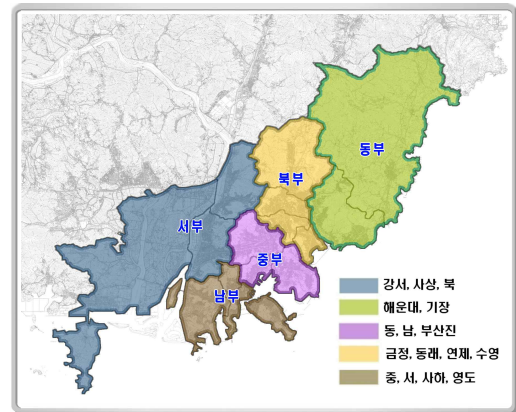 동부
북부
서부
중부
남부
강서, 사상, 북
해운대, 기장
동, 남, 부산진
금정, 동래, 연제, 수영
중, 서, 사하, 영도